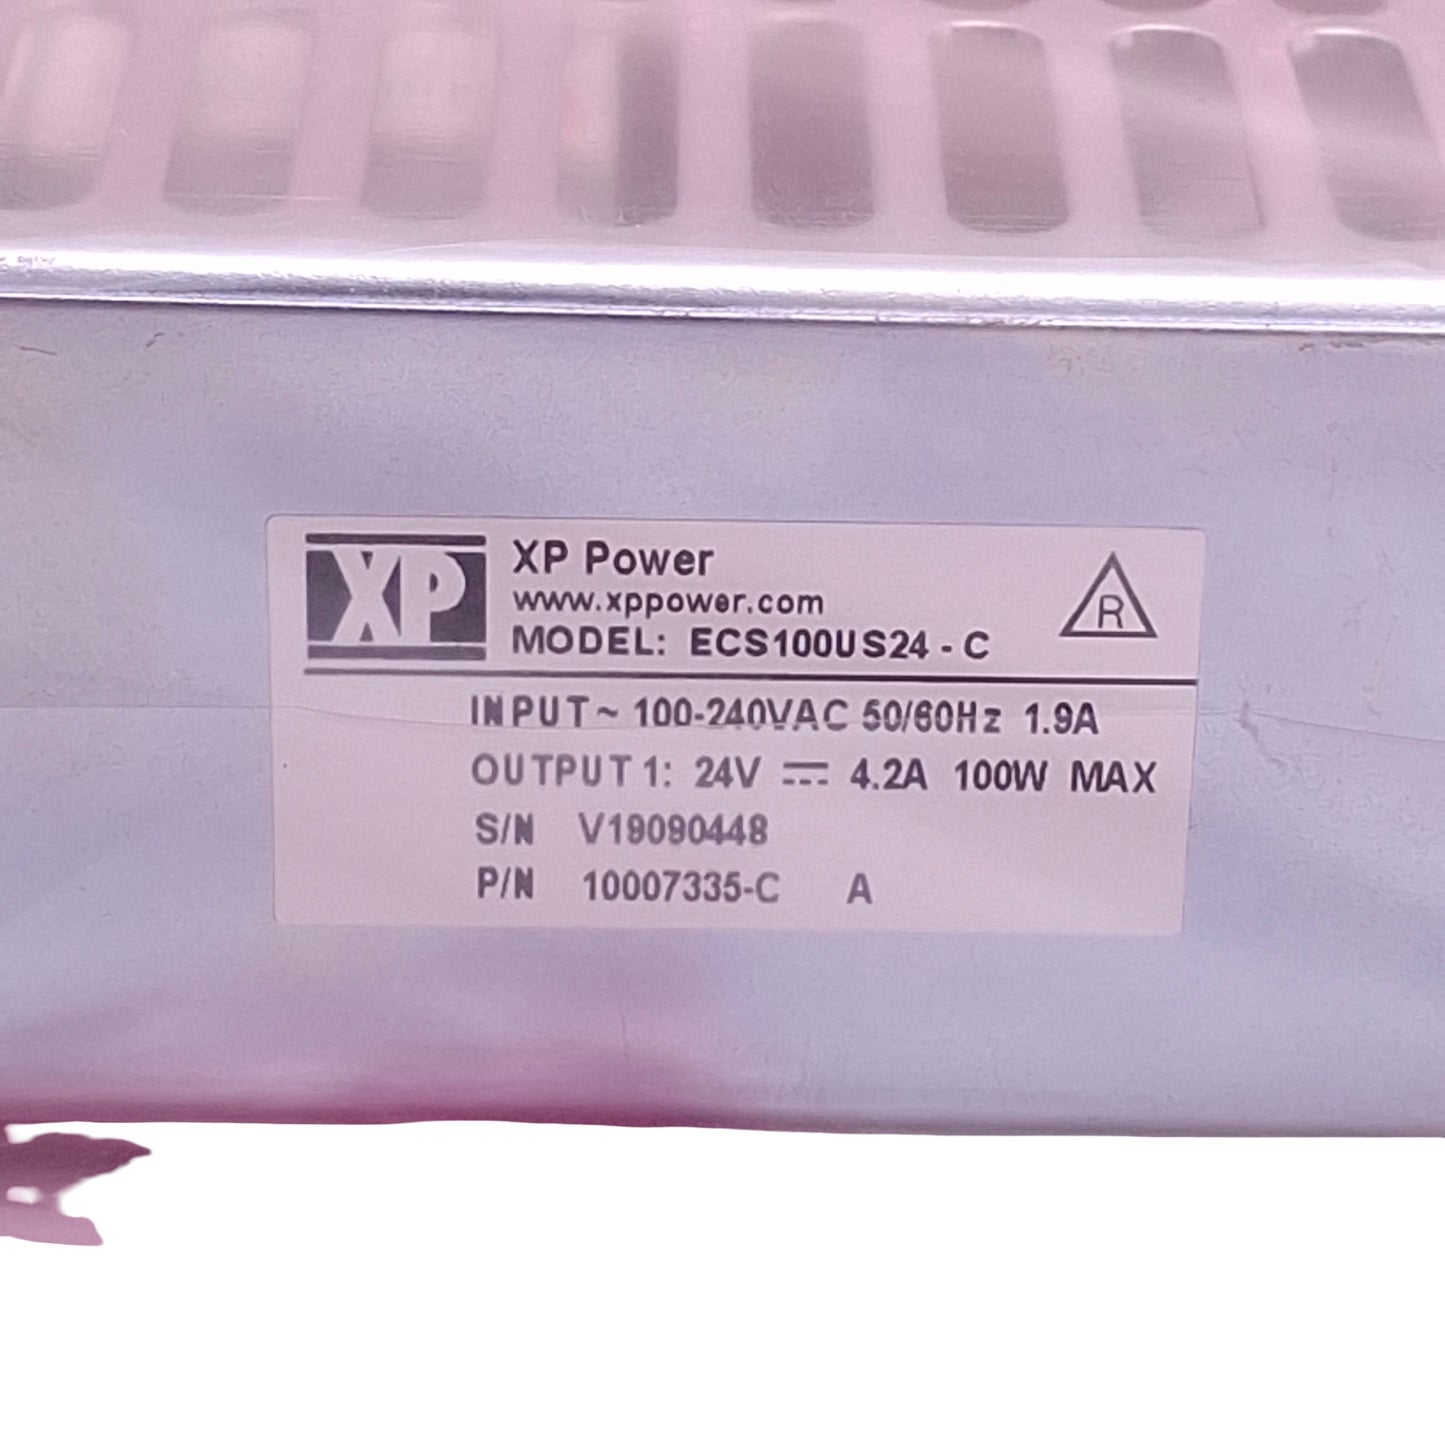 XP XP Power
www.xppower.com
MODEL: ECS100US24 - C
R
INPUT ~ 100-240VAC 50/60Hz 1.9A
OUTPUT 1: 24V ⎓ 4.2A 100W MAX
S/N V19090448
P/N 10007335-C A